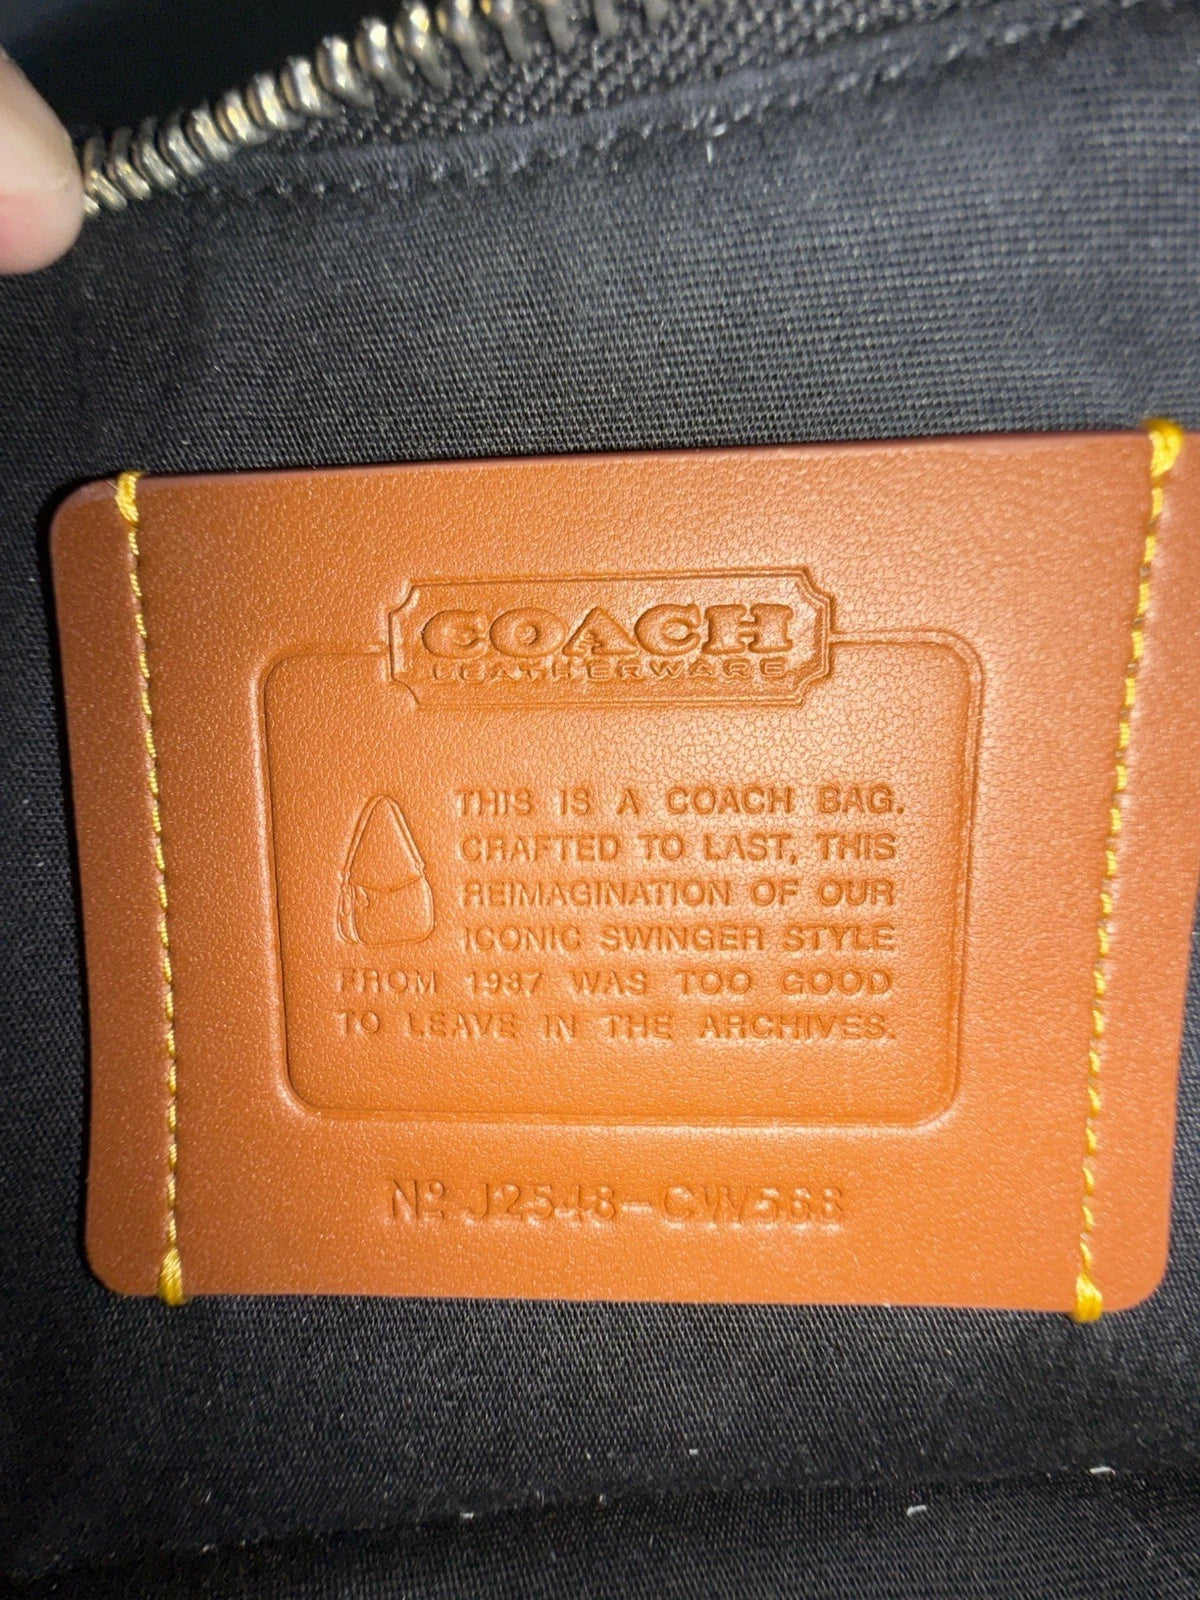 COACH
LEATHERWARE
THIS IS A COACH BAG.
CRAFTED TO LAST, THIS
REIMAGINATION OF OUR
ICONIC SWINGER STYLE
FROM 1987 WAS TOO GOOD
TO LEAVE IN THE ARCHIVES.
Nº J2548-CW568